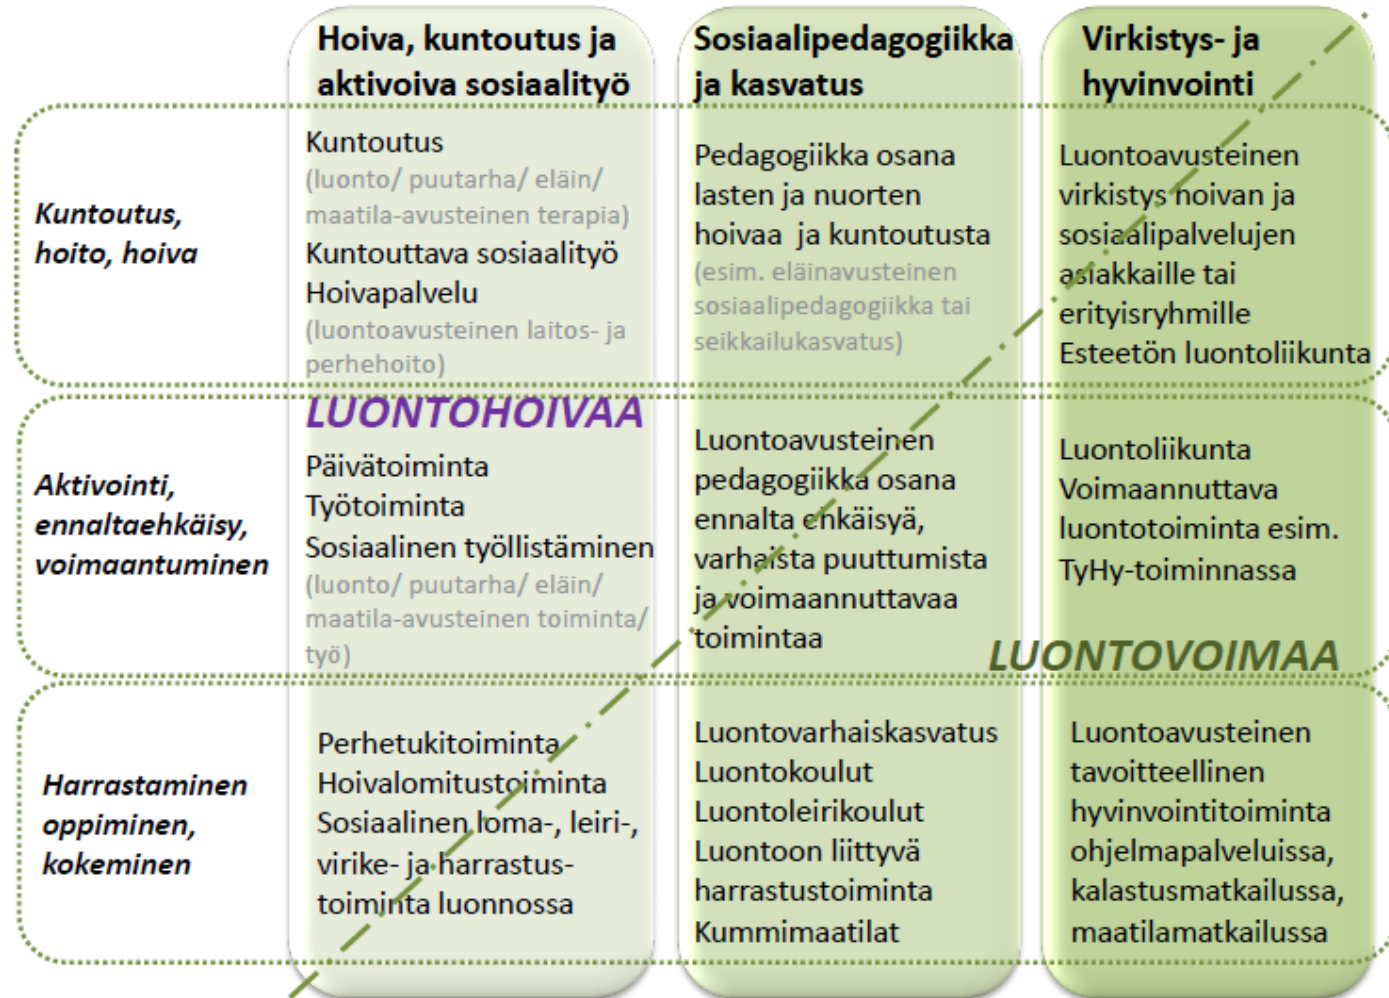 Hoiva, kuntoutus ja
aktivoiva sosiaalityö
Sosiaalipedagogiikka
ja kasvatus
Virkistys- ja
hyvinvointi
Kuntoutus,
hoito, hoiva
Kuntoutus
(luonto/ puutarha/ eläin/
maatila-avusteinen terapia)
Kuntouttava sosiaalityö
Hoivapalvelu
(luontoavusteinen laitos- ja
perhehoito)
Pedagogiikka osana
lasten ja nuorten
hoivaa ja kuntoutusta
(esim. eläinavusteinen
sosiaalipedagogiikka tai
seikkailukasvatus)
Luontoavusteinen
virkistys hoivan ja
sosiaalipalvelujen
asiakkaille tai
erityisryhmille
Esteetön luontoliikunta
Aktivointi,
ennaltaehkäisy,
voimaantuminen
LUONTOHOIVAA
Päivätoiminta
Työtoiminta
Sosiaalinen työllistäminen
(luonto/ puutarha/ eläin/
maatila-avusteinen toiminta/
työ)
Luontoavusteinen
pedagogiikka osana
ennalta ehkäisyä,
varhaista puuttumista
ja voimaannuttavaa
toimintaa
Luontoliikunta
Voimaannuttava
luontotoiminta esim.
TyHy-toiminnassa
LUONTOVOIMAA
Harrastaminen
oppiminen,
kokeminen
Perhetukitoiminta
Hoivalomitustoiminta
Sosiaalinen loma-, leiri-,
virike- ja harrastus-
toiminta luonnossa
Luontovarhaiskasvatus
Luontokoulut
Luontoleirikoulut
Luontoon liittyvä
harrastustoiminta
Kummimaatilat
Luontoavusteinen
tavoitteellinen
hyvinvointitoiminta
ohjelmapalveluissa,
kalastusmatkailussa,
maatilamatkailussa